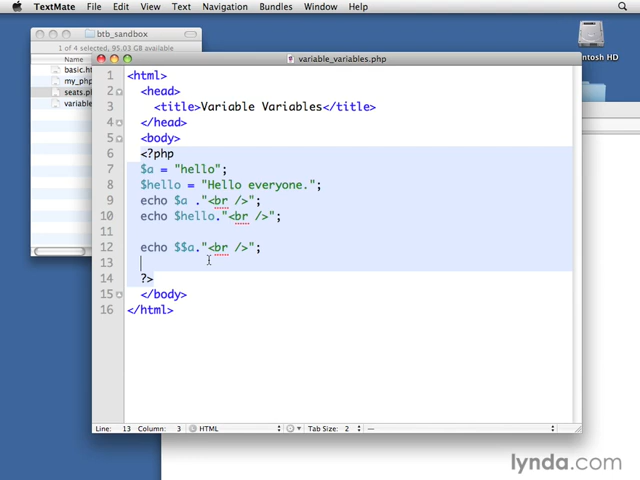 TextMate File Edit View Text Navigation Bundles Window Help
btb_sandbox
1 of 4 selected, 95.03 GB available
Name
basic.ht
my_php
seats.p
variable
variable_variables.php
1 <html>
2 <head>
3 <title>Variable Variables</title>
4 </head>
5 <body>
6 <?php
7 $a = "hello";
8 $hello = "Hello everyone.";
9 echo $a ."<br />";
10 echo $hello."<br />";
11
12 echo $$a."<br />";
13
14 ?>
15 </body>
16 </html>
Line: 13 Column: 3 HTML Tab Size: 2 —
ntosh HD
lynda.com